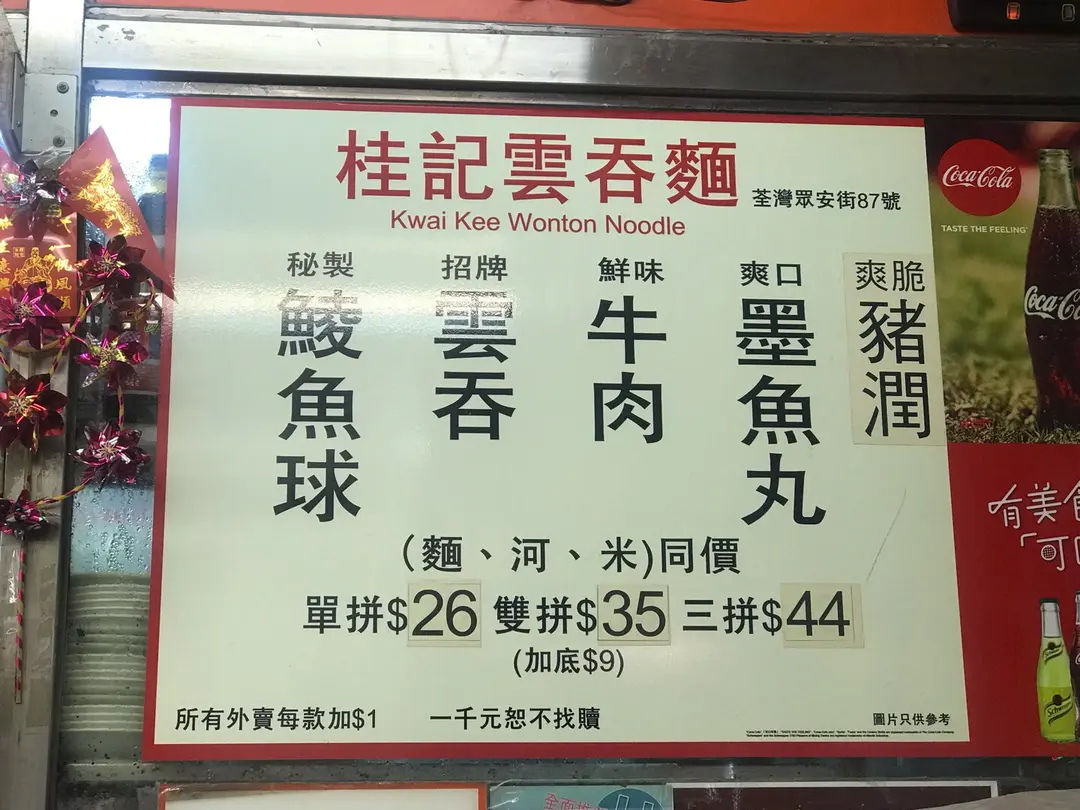 桂記雲吞麵
荃灣眾安街87號
Kwai Kee Wonton Noodle
秘製
鯪魚球
招牌
雲吞
鮮味
牛肉
爽口
墨魚丸
爽脆
豬潤
(麵、河、米)同價
單拼$26 雙拼$35 三拼$44
(加底$9)
所有外賣每款加$1
一千元恕不找贖
圖片只供參考
Coca-Cola
TASTE THE FEELING
Coca-Cola
有美食
「可口
Schweppes